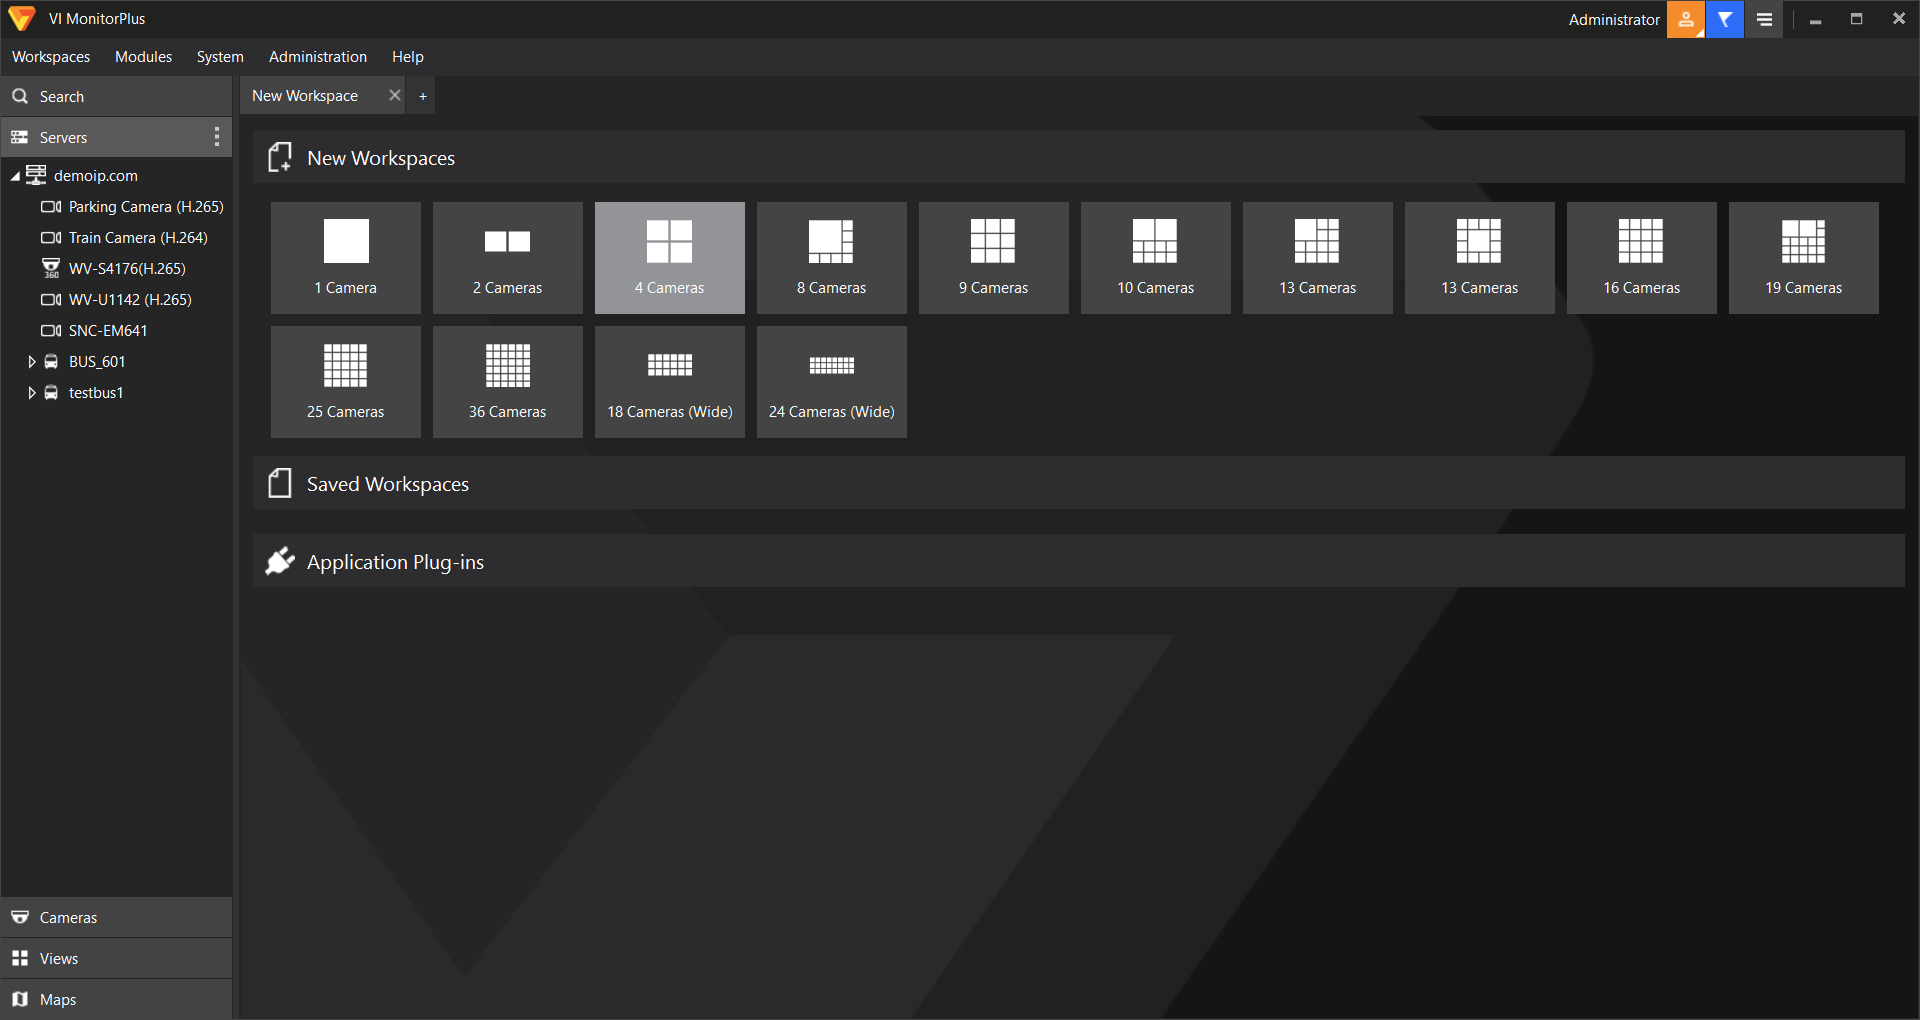 VI MonitorPlus
Administrator
Workspaces Modules System Administration Help
Search
Servers
demoip.com
Parking Camera (H.265)
Train Camera (H.264)
360
WV-S4176(H.265)
WV-U1142 (H.265)
SNC-EM641
BUS_601
testbus1
Cameras
Views
Maps
New Workspace
+
New Workspaces
1 Camera
2 Cameras
4 Cameras
8 Cameras
9 Cameras
10 Cameras
13 Cameras
13 Cameras
16 Cameras
19 Cameras
25 Cameras
36 Cameras
18 Cameras (Wide)
24 Cameras (Wide)
Saved Workspaces
Application Plug-ins